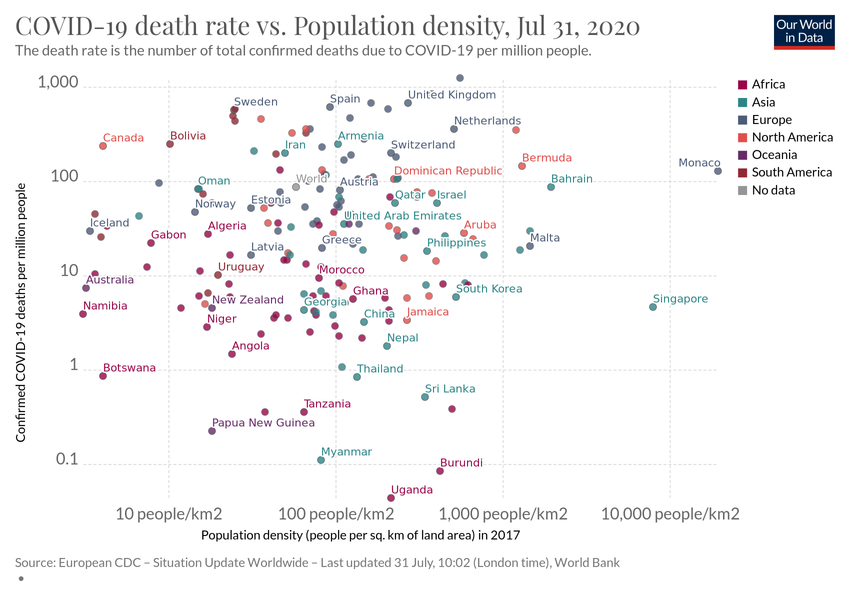 COVID-19 death rate vs. Population density, Jul 31, 2020
The death rate is the number of total confirmed deaths due to COVID-19 per million people.
Our World
in Data
1,000
100
10
1
0.1
Confirmed COVID-19 deaths per million people
Sweden
Spain
United Kingdom
Netherlands
Canada
Bolivia
Iran
Armenia
Switzerland
Bermuda
Monaco
Oman
World
Austria
Dominican Republic
Bahrain
Norway
Estonia
Qatar
Israel
Iceland
Algeria
United Arab Emirates
Aruba
Gabon
Latvia
Greece
Philippines
Malta
Australia
Uruguay
Morocco
Namibia
New Zealand
Georgia
Ghana
South Korea
Singapore
Niger
China
Jamaica
Angola
Nepal
Botswana
Thailand
Sri Lanka
Tanzania
Papua New Guinea
Myanmar
Burundi
Uganda
Africa
Asia
Europe
North America
Oceania
South America
No data
10 people/km2
100 people/km2
1,000 people/km2
10,000 people/km2
Population density (people per sq. km of land area) in 2017
Source: European CDC – Situation Update Worldwide – Last updated 31 July, 10:02 (London time), World Bank